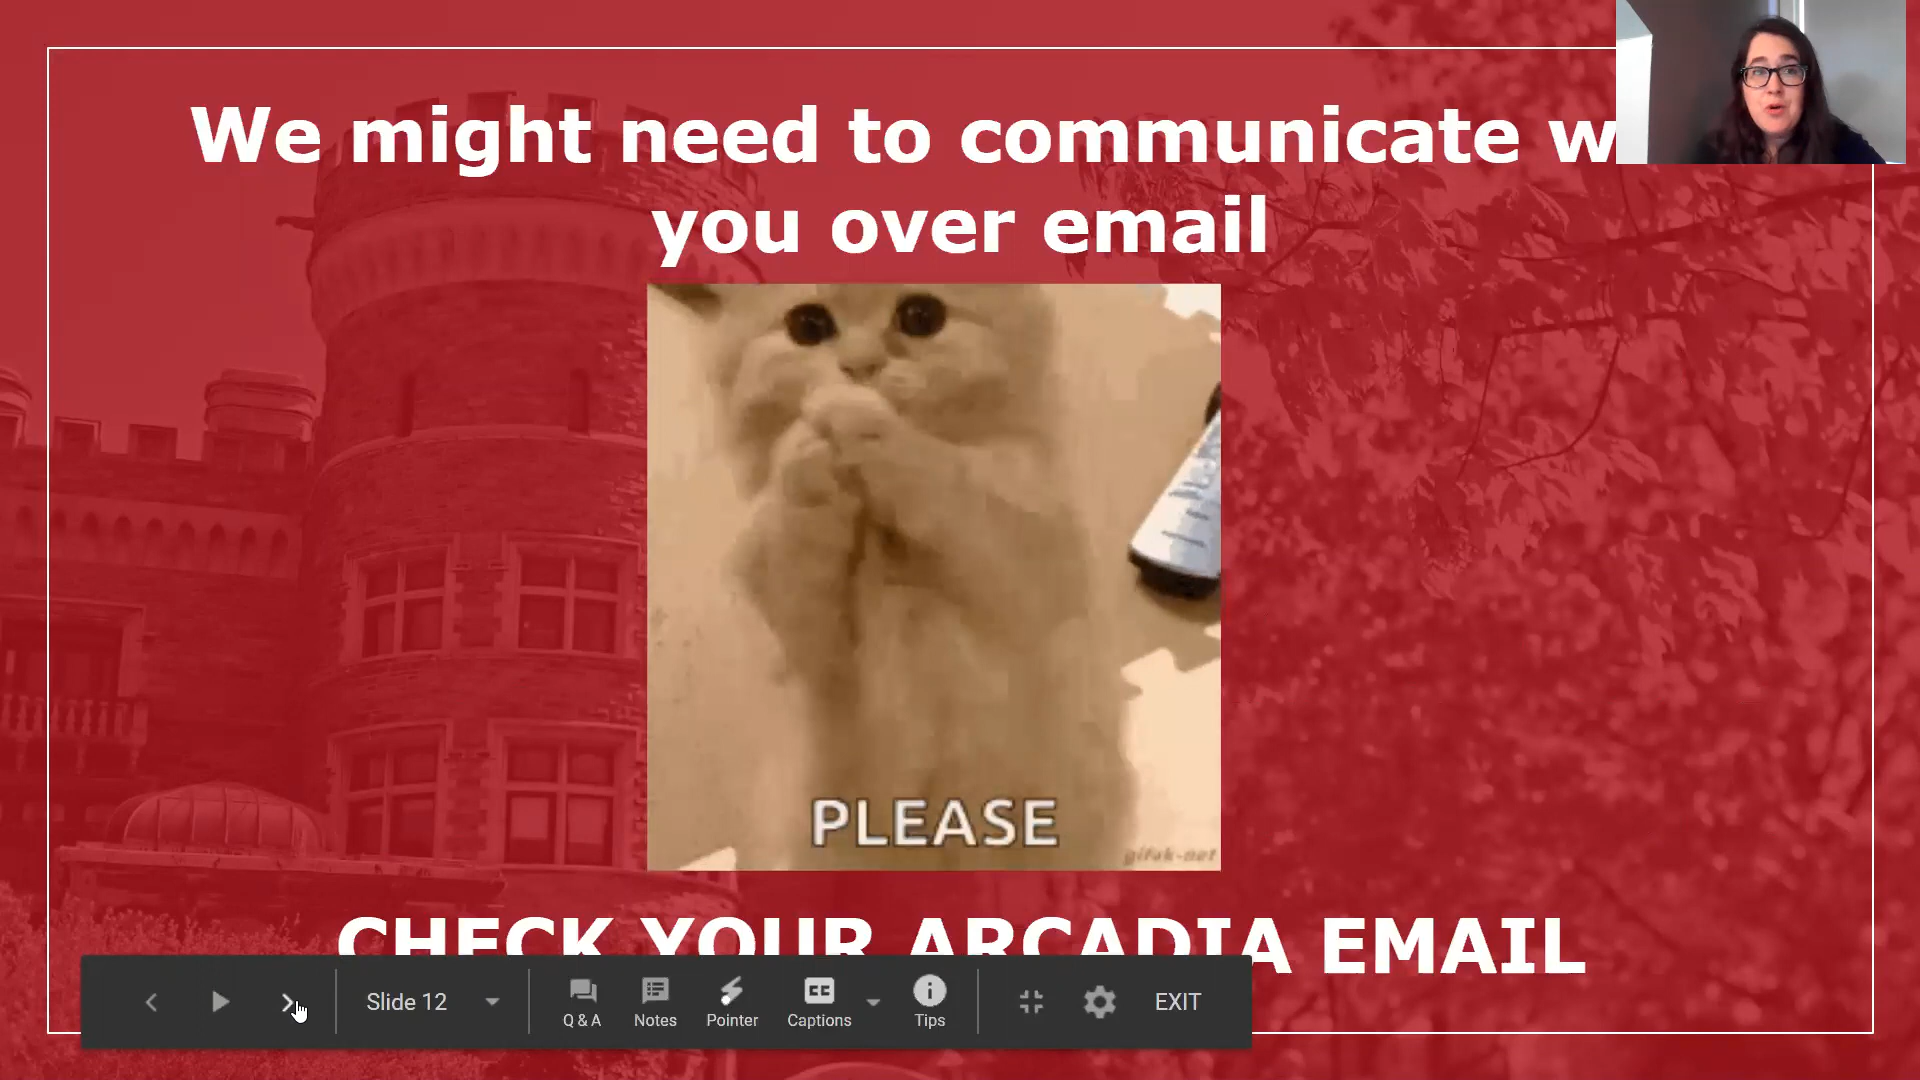 We might need to communicate w
you over email
PLEASE
gifak-net
CHECK YOUR ARCADIA EMAIL
Slide 12
Q & A
Notes
Pointer
CC
Captions
Tips
EXIT